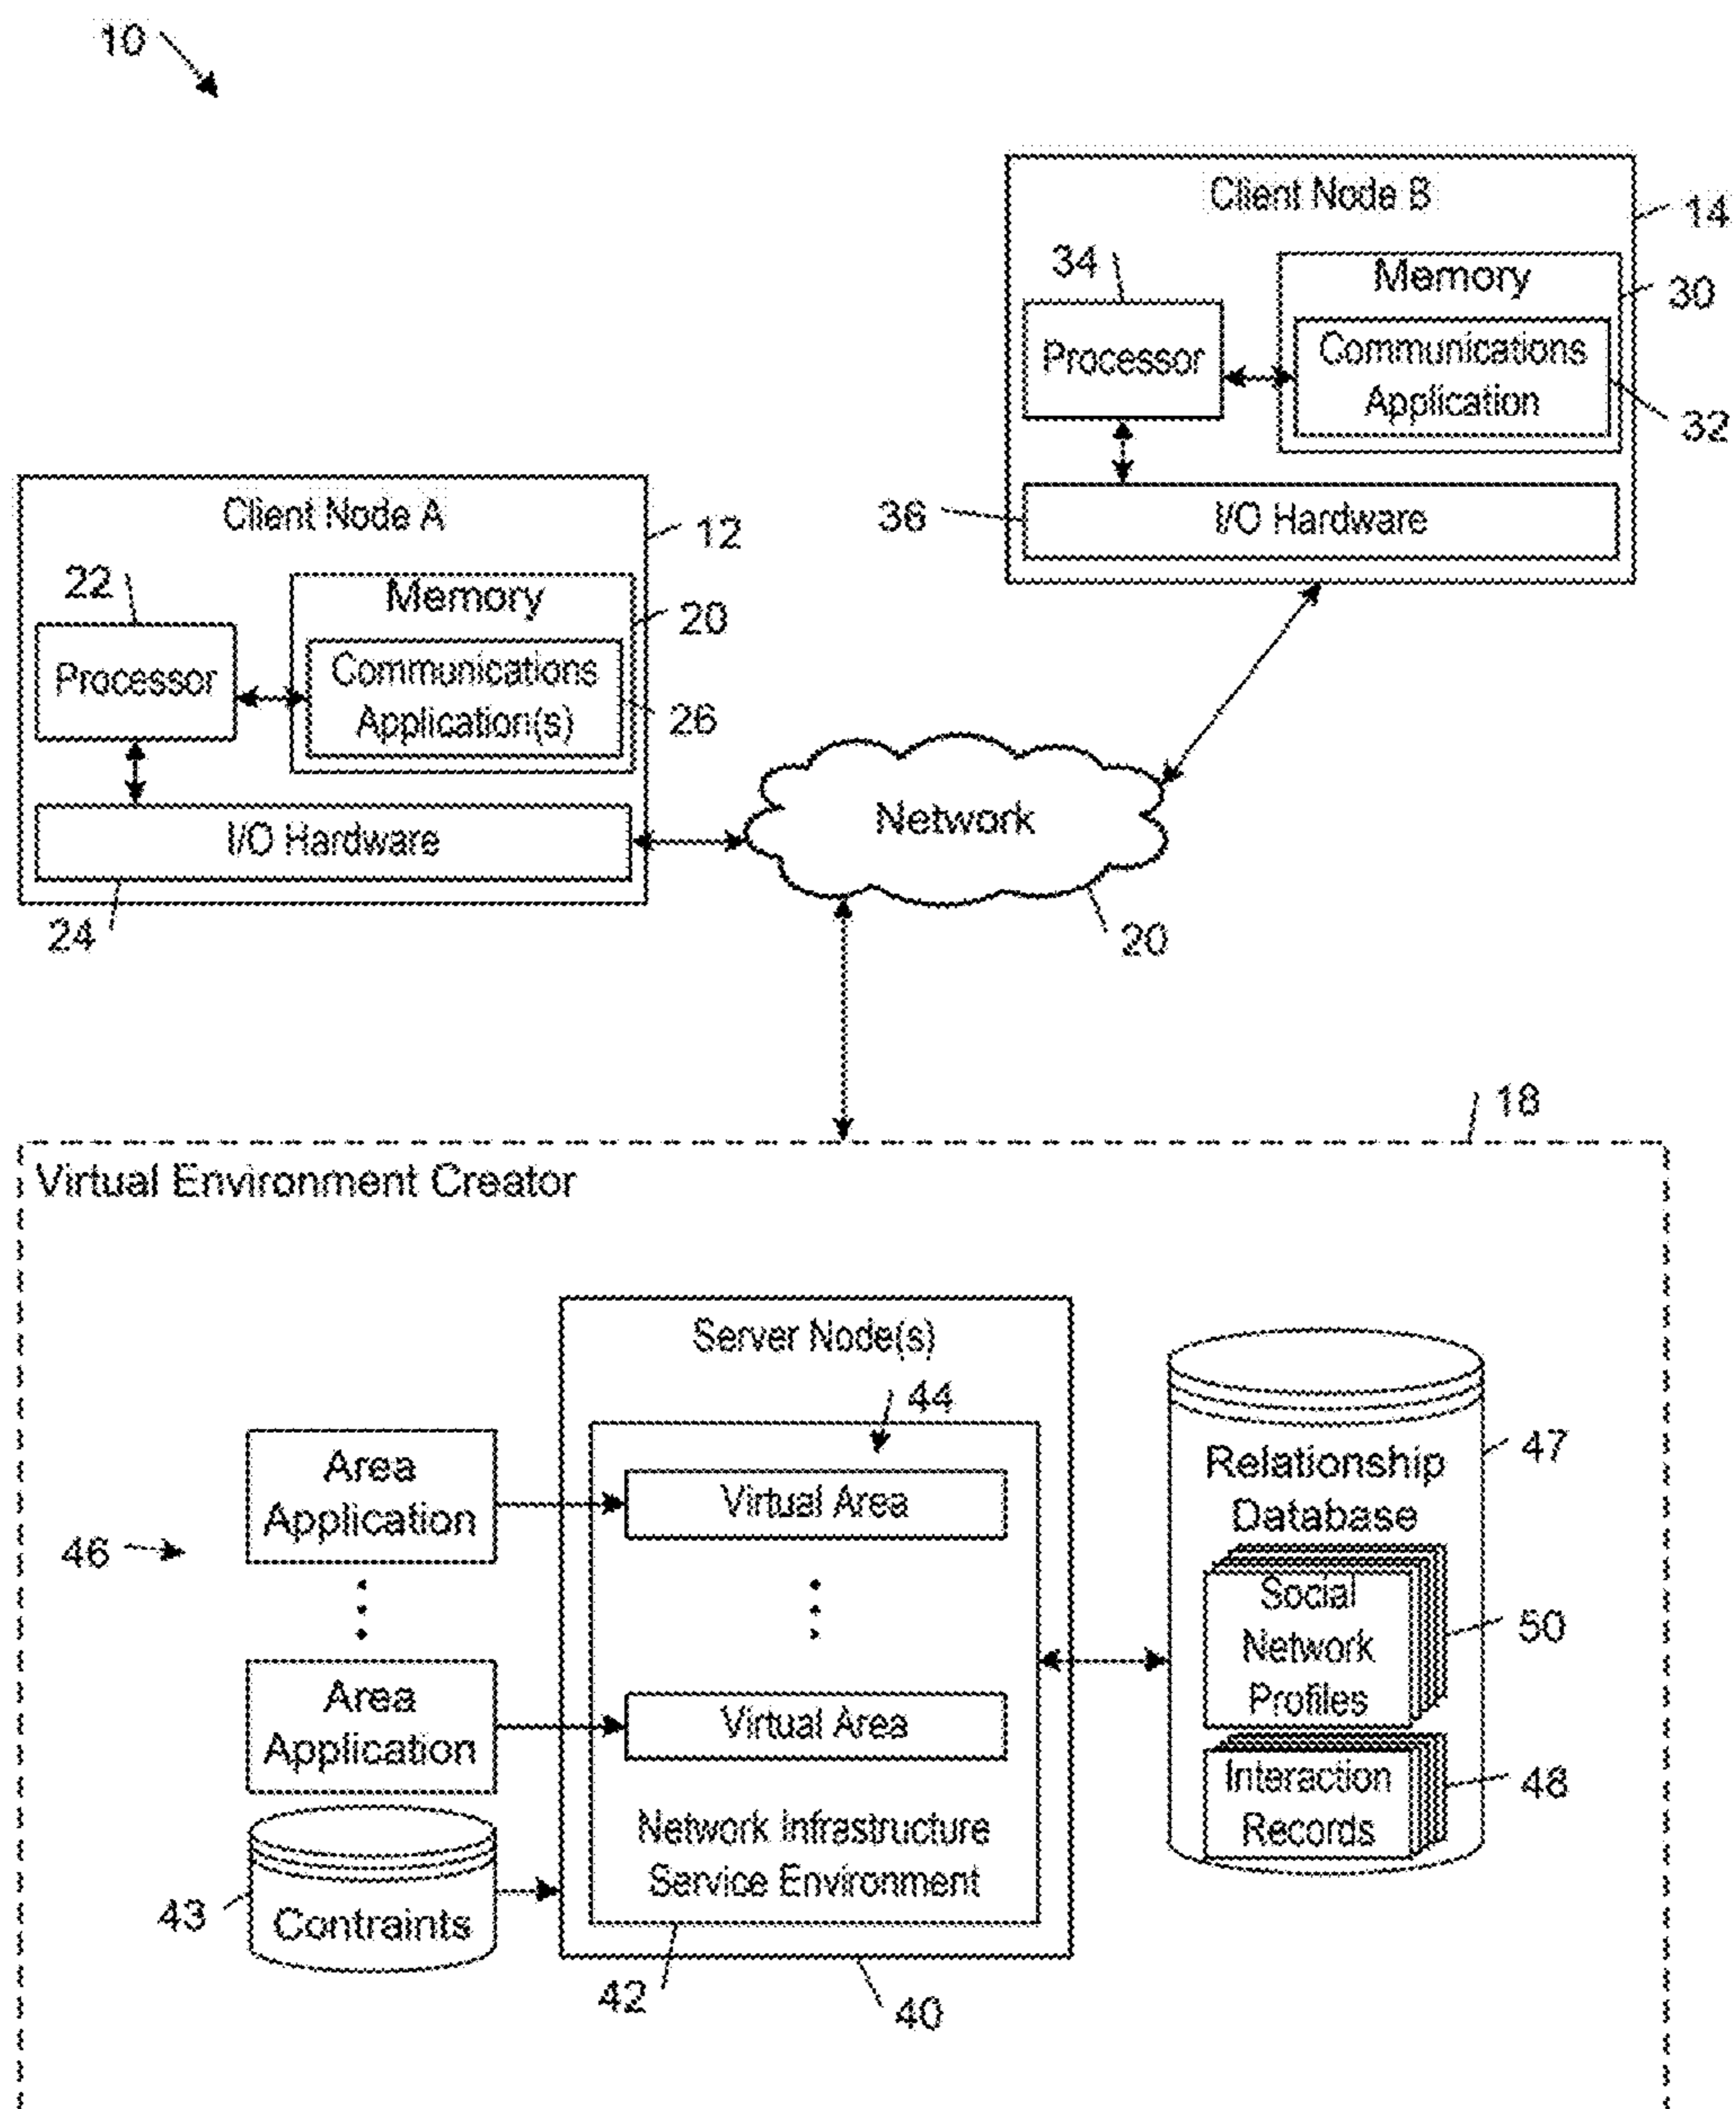 10
Client Node B
14
34
Memory
30
Processor
Communications
Application
32
36
I/O Hardware
Client Node A
12
22
Memory
20
Processor
Communications
Application(s)
26
I/O Hardware
24
Network
20
18
Virtual Environment Creator
Server Node(s)
44
Area
Application
Virtual Area
46
Area
Application
Virtual Area
Network Infrastructure
Service Environment
43
Contraints
42
40
Relationship
Database
47
Social
Network
Profiles
50
Interaction
Records
48